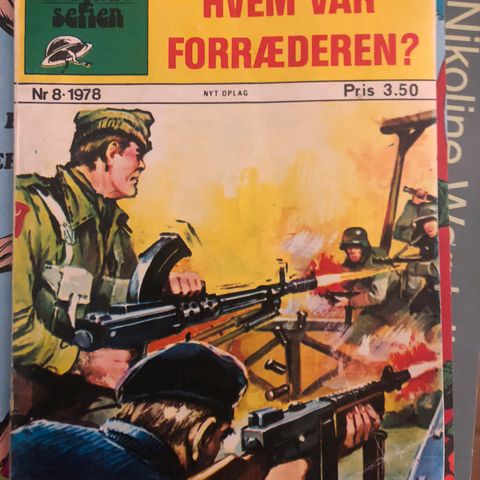 serien
HVEM VAR
FORRÆDEREN?
Nr 8-1978
NYT OPLAG
Pris 3.50
Nikoline